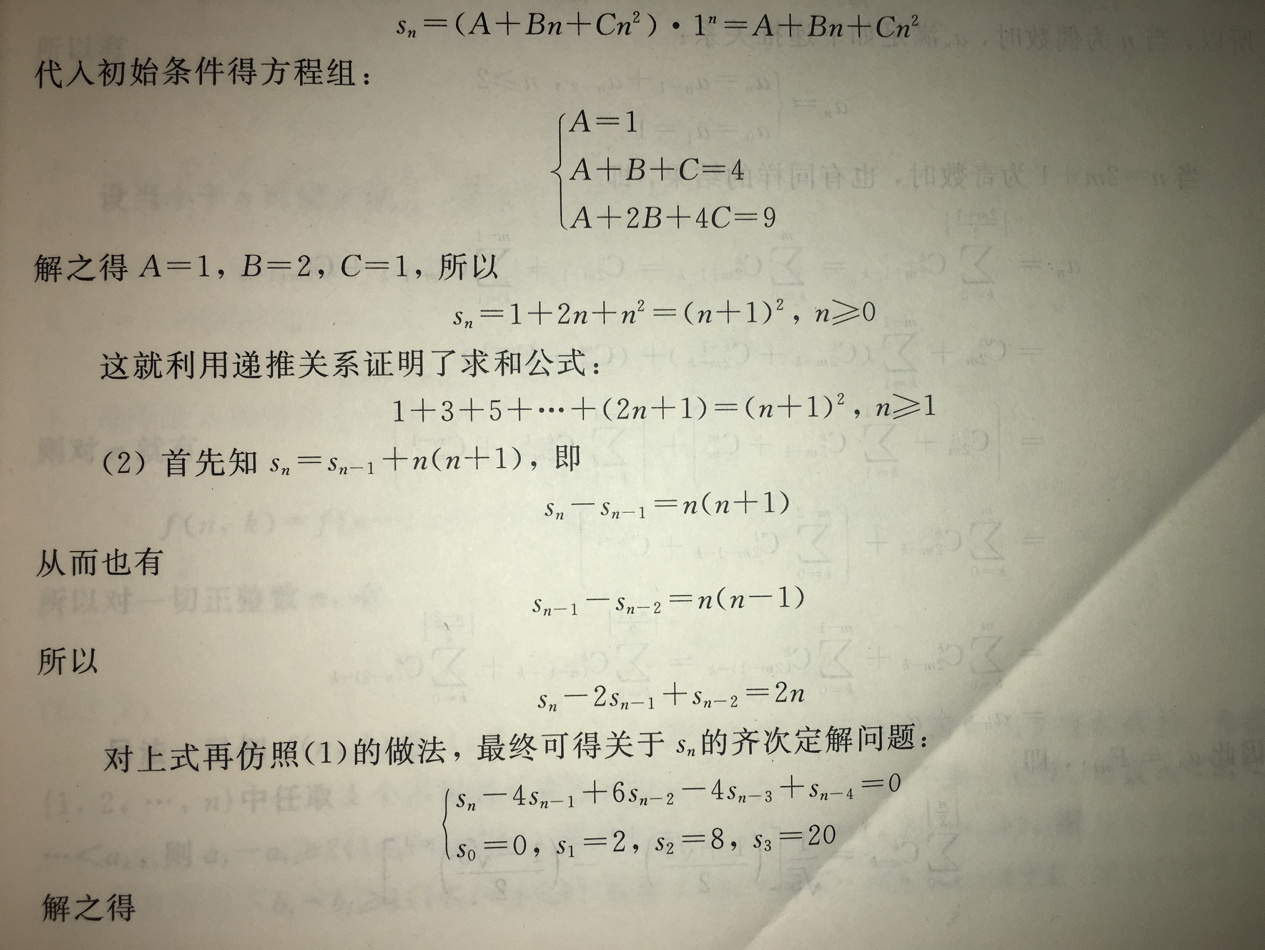 sₙ=(A+Bn+Cn²)·1ⁿ=A+Bn+Cn²
代入初始条件得方程组:
A=1
A+B+C=4
A+2B+4C=9
解之得 A=1, B=2, C=1, 所以
sₙ=1+2n+n²=(n+1)², n≥0
这就利用递推关系证明了求和公式:
1+3+5+⋯+(2n+1)=(n+1)², n≥1
(2) 首先知 sₙ=sₙ₋₁+n(n+1), 即
sₙ-sₙ₋₁=n(n+1)
从而也有
sₙ₋₁-sₙ₋₂=n(n-1)
所以
sₙ-2sₙ₋₁+sₙ₋₂=2n
对上式再仿照(1)的做法, 最终可得关于 sₙ的齐次定解问题:
sₙ-4sₙ₋₁+6sₙ₋₂-4sₙ₋₃+sₙ₋₄=0
s₀=0, s₁=2, s₂=8, s₃=20
解之得